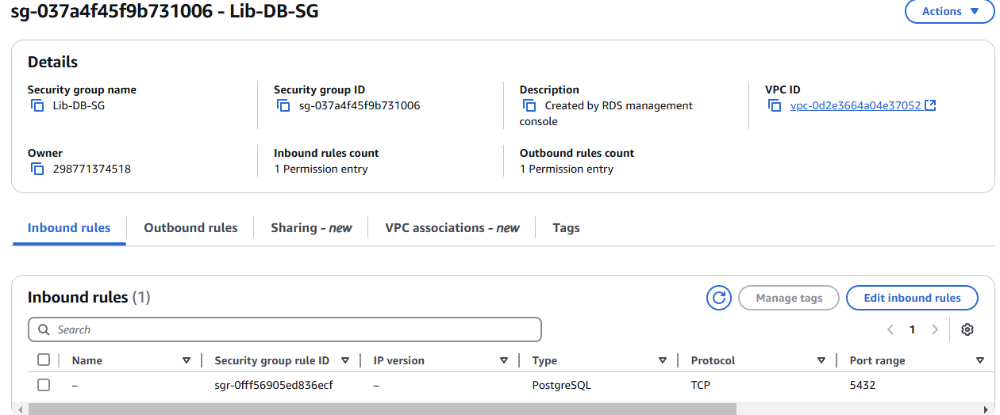 sg-037a4f45f9b731006 - Lib-DB-SG
Actions
Details
Security group name
Lib-DB-SG
Security group ID
sg-037a4f45f9b731006
Description
Created by RDS management
console
VPC ID
vpc-0d2e3664a04e37052
Owner
298771374518
Inbound rules count
1 Permission entry
Outbound rules count
1 Permission entry
Inbound rules
Outbound rules
Sharing - new
VPC associations - new
Tags
Inbound rules (1)
Manage tags
Edit inbound rules
Search
1
Name
Security group rule ID
IP version
Type
Protocol
Port range
–
sgr-0fff56905ed836ecf
–
PostgreSQL
TCP
5432